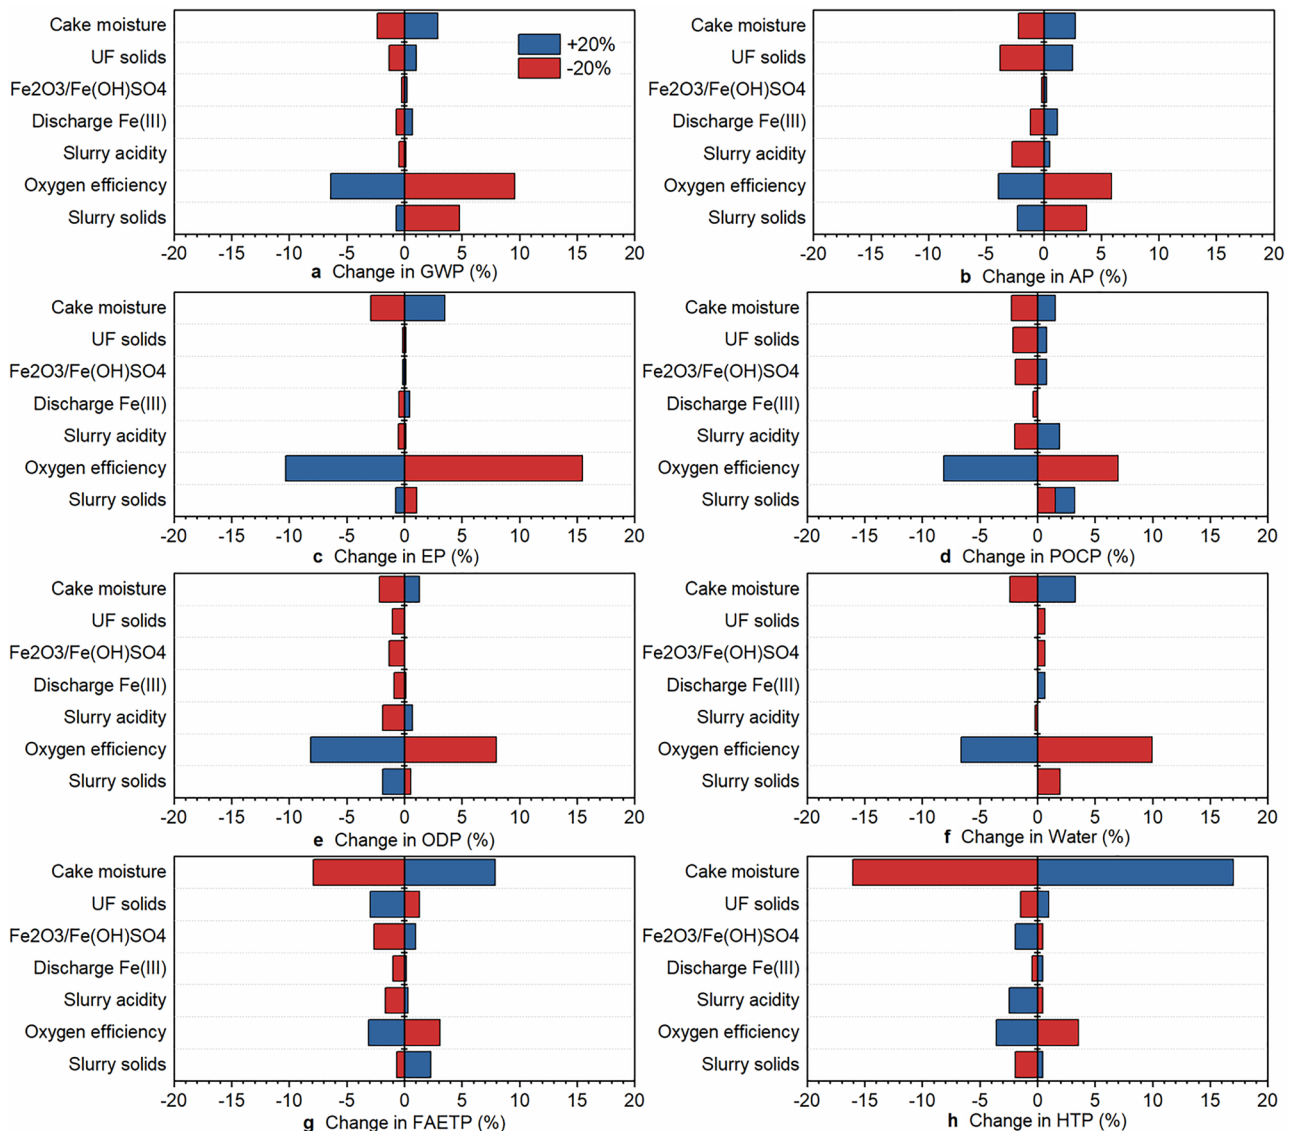 Cake moisture
UF solids
Fe2O3/Fe(OH)SO4
Discharge Fe(III)
Slurry acidity
Oxygen efficiency
Slurry solids
+20%
-20%
-20 -15 -10 -5 0 5 10 15 20
a Change in GWP (%)
Cake moisture
UF solids
Fe2O3/Fe(OH)SO4
Discharge Fe(III)
Slurry acidity
Oxygen efficiency
Slurry solids
-20 -15 -10 -5 0 5 10 15 20
b Change in AP (%)
Cake moisture
UF solids
Fe2O3/Fe(OH)SO4
Discharge Fe(III)
Slurry acidity
Oxygen efficiency
Slurry solids
-20 -15 -10 -5 0 5 10 15 20
c Change in EP (%)
Cake moisture
UF solids
Fe2O3/Fe(OH)SO4
Discharge Fe(III)
Slurry acidity
Oxygen efficiency
Slurry solids
-20 -15 -10 -5 0 5 10 15 20
d Change in POCP (%)
Cake moisture
UF solids
Fe2O3/Fe(OH)SO4
Discharge Fe(III)
Slurry acidity
Oxygen efficiency
Slurry solids
-20 -15 -10 -5 0 5 10 15 20
e Change in ODP (%)
Cake moisture
UF solids
Fe2O3/Fe(OH)SO4
Discharge Fe(III)
Slurry acidity
Oxygen efficiency
Slurry solids
-20 -15 -10 -5 0 5 10 15 20
f Change in Water (%)
Cake moisture
UF solids
Fe2O3/Fe(OH)SO4
Discharge Fe(III)
Slurry acidity
Oxygen efficiency
Slurry solids
-20 -15 -10 -5 0 5 10 15 20
g Change in FAETP (%)
Cake moisture
UF solids
Fe2O3/Fe(OH)SO4
Discharge Fe(III)
Slurry acidity
Oxygen efficiency
Slurry solids
-20 -15 -10 -5 0 5 10 15 20
h Change in HTP (%)